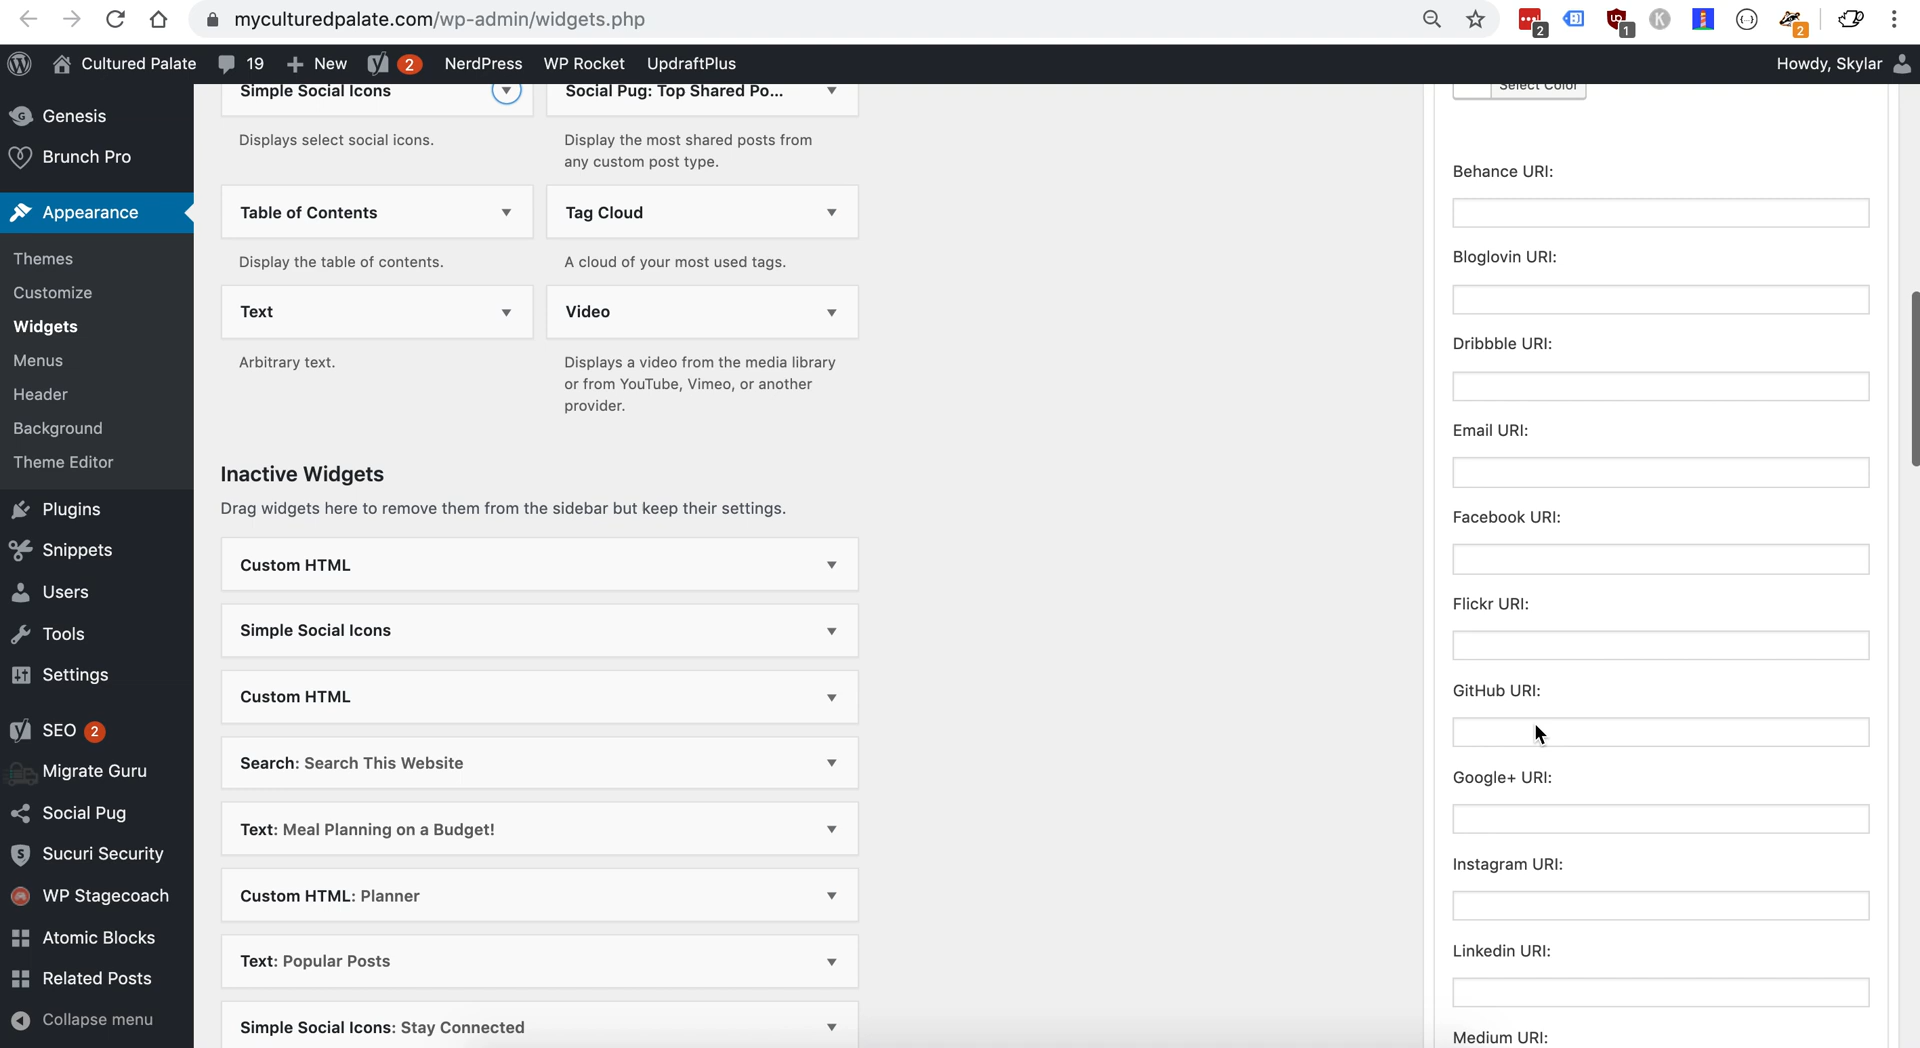 myculturedpalate.com/wp-admin/widgets.php
2
1
K
2
Cultured Palate
19
New
2
NerdPress
WP Rocket
UpdraftPlus
Howdy, Skylar
Genesis
Brunch Pro
Appearance
Themes
Customize
Widgets
Menus
Header
Background
Theme Editor
Plugins
Snippets
Users
Tools
Settings
SEO 2
Migrate Guru
Social Pug
Sucuri Security
WP Stagecoach
Atomic Blocks
Related Posts
Collapse menu
Simple Social Icons
Displays select social icons.
Social Pug: Top Shared Po...
Display the most shared posts from
any custom post type.
Table of Contents
Display the table of contents.
Tag Cloud
A cloud of your most used tags.
Text
Arbitrary text.
Video
Displays a video from the media library
or from YouTube, Vimeo, or another
provider.
Inactive Widgets
Drag widgets here to remove them from the sidebar but keep their settings.
Custom HTML
Simple Social Icons
Custom HTML
Search: Search This Website
Text: Meal Planning on a Budget!
Custom HTML: Planner
Text: Popular Posts
Simple Social Icons: Stay Connected
Select Color
Behance URI:
Bloglovin URI:
Dribbble URI:
Email URI:
Facebook URI:
Flickr URI:
GitHub URI:
Google+ URI:
Instagram URI:
Linkedin URI:
Medium URI: